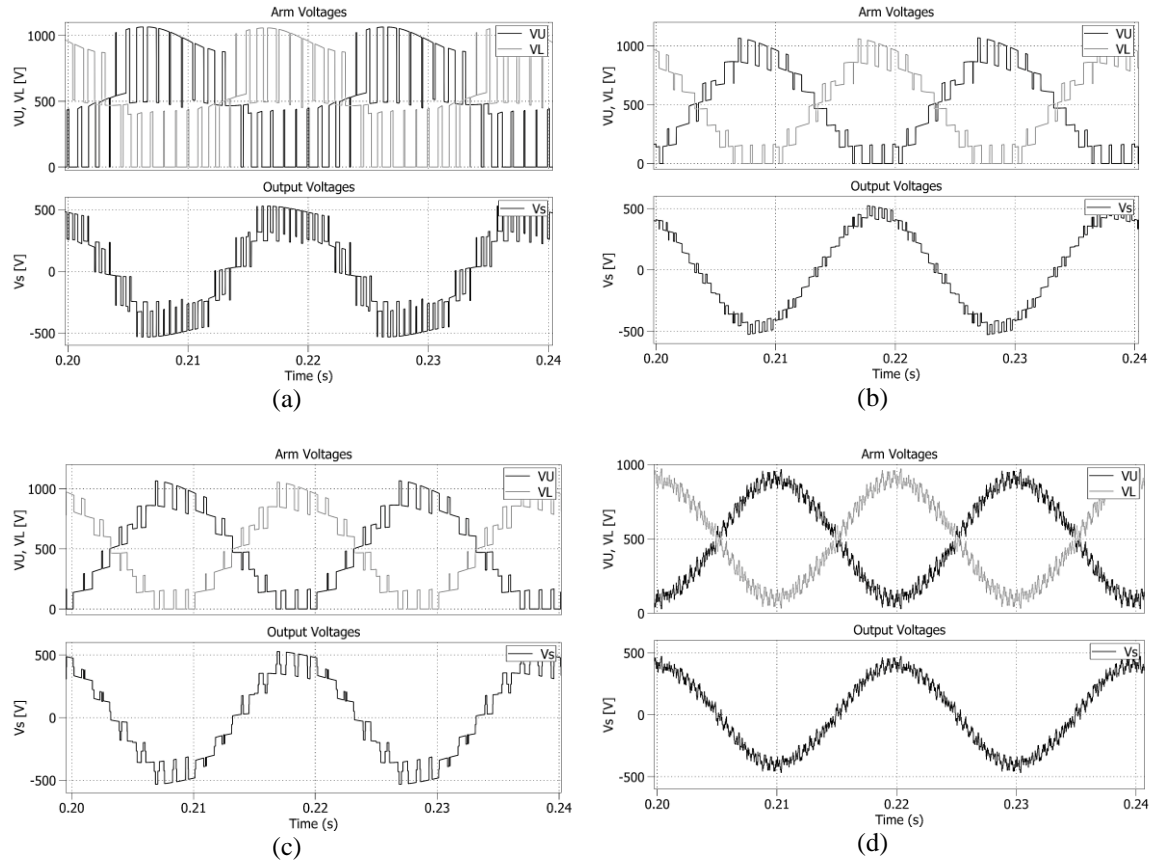 Arm Voltages
VU
VL
VU, VL [V]
1000
500
0
Output Voltages
Vs
Vs [V]
500
0
-500
0.20 0.21 0.22 0.23 0.24
Time (s)
(a)
Arm Voltages
VU
VL
VU, VL [V]
1000
500
0
Output Voltages
Vs
Vs [V]
500
0
-500
0.20 0.21 0.22 0.23 0.24
Time (s)
(b)
Arm Voltages
VU
VL
VU, VL [V]
1000
500
0
Output Voltages
Vs
Vs [V]
500
0
-500
0.20 0.21 0.22 0.23 0.24
Time (s)
(c)
Arm Voltages
VU
VL
VU, VL [V]
1000
500
0
Output Voltages
Vs
Vs [V]
500
0
-500
0.20 0.21 0.22 0.23 0.24
Time (s)
(d)